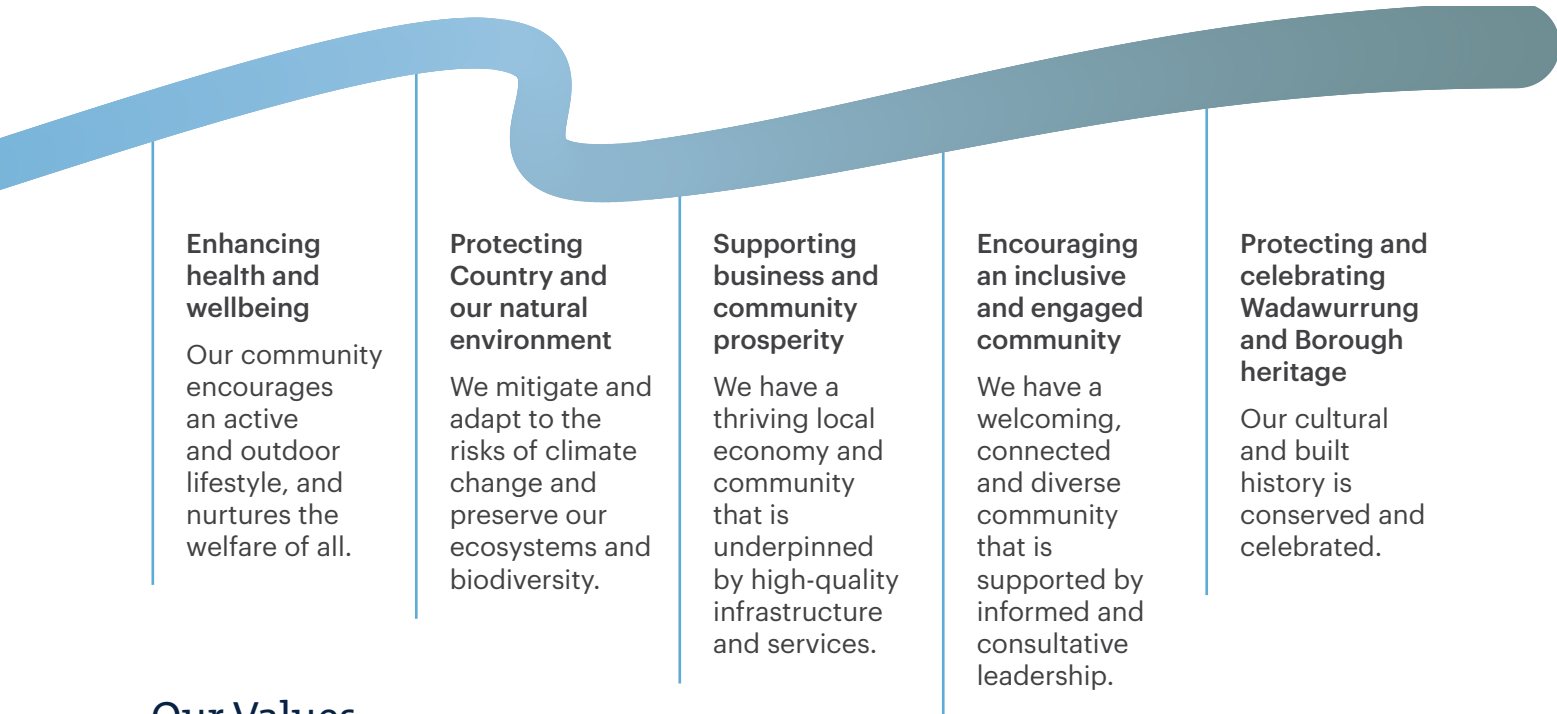 Enhancing
health and
wellbeing
Our community
encourages
an active
and outdoor
lifestyle, and
nurtures the
welfare of all.
Protecting
Country and
our natural
environment
We mitigate and
adapt to the
risks of climate
change and
preserve our
ecosystems and
biodiversity.
Supporting
business and
community
prosperity
We have a
thriving local
economy and
community
that is
underpinned
by high-quality
infrastructure
and services.
Encouraging
an inclusive
and engaged
community
We have a
welcoming,
connected
and diverse
community
that is
supported by
informed and
consultative
leadership.
Protecting and
celebrating
Wadawurrung
and Borough
heritage
Our cultural
and built
history is
conserved and
celebrated.
Our Values